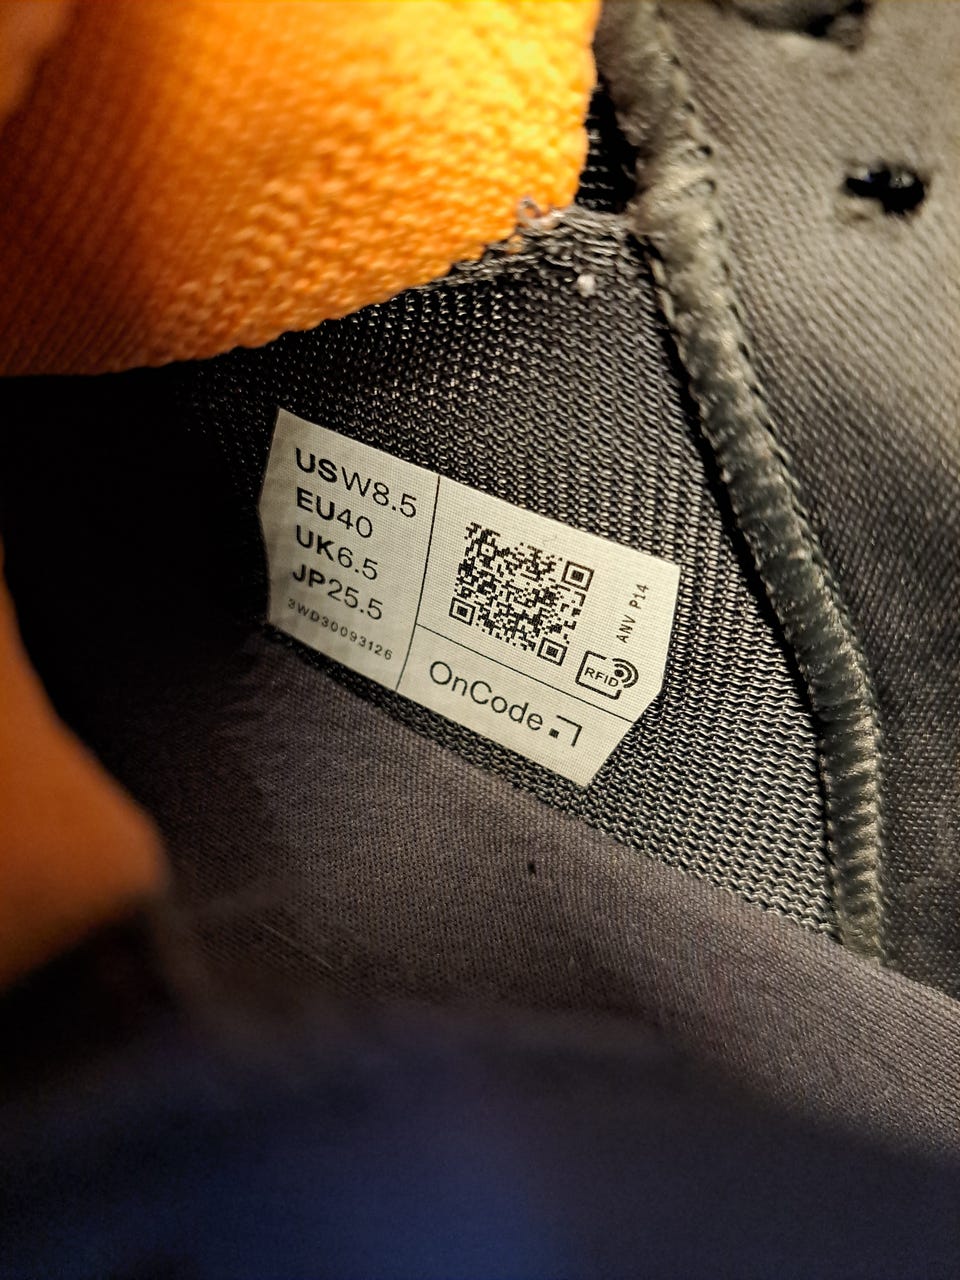 USW8.5
EU40
UK6.5
JP25.5
3WD30093126
ANV P14
RFID
OnCode